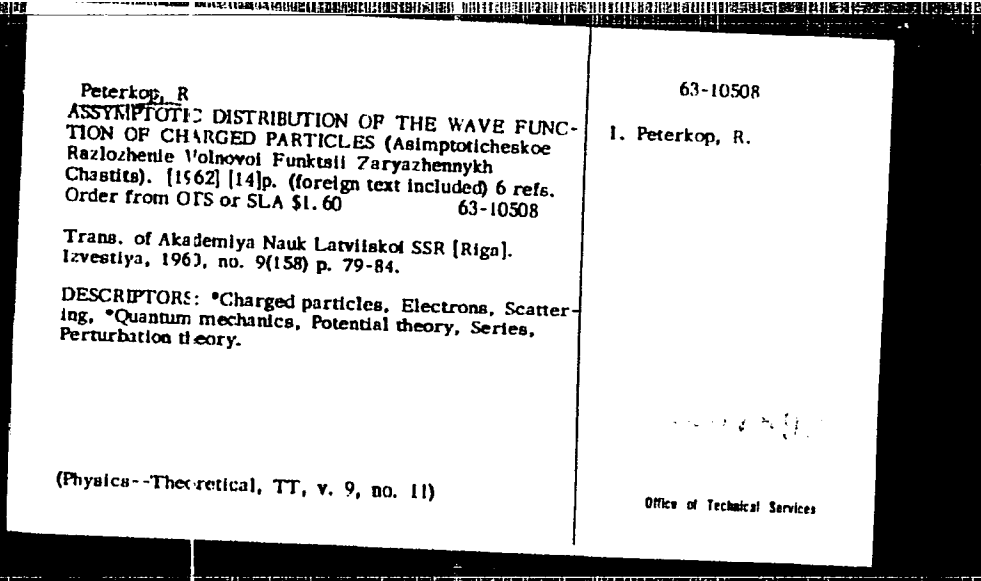 Peterkop, R
ASSYMPTOTIC DISTRIBUTION OF THE WAVE FUNC-
TION OF CHARGED PARTICLES (Asimptoticheskoe
Razlozhenie Volnovoi Funktsii Zaryazhennykh
Chastits). [1962] [14]p. (foreign text included) 6 refs.
Order from OTS or SLA $1.60 63-10508
Trans. of Akademiya Nauk Latviiskoi SSR [Riga].
Izvestiya, 1960, no. 9(158) p. 79-84.
DESCRIPTORS: *Charged particles, Electrons, Scatter-
ing, *Quantum mechanics, Potential theory, Series,
Perturbation theory.
(Physics--Theoretical, TT, v. 9, no. 11)
63-10508
1. Peterkop, R.
Office of Technical Services